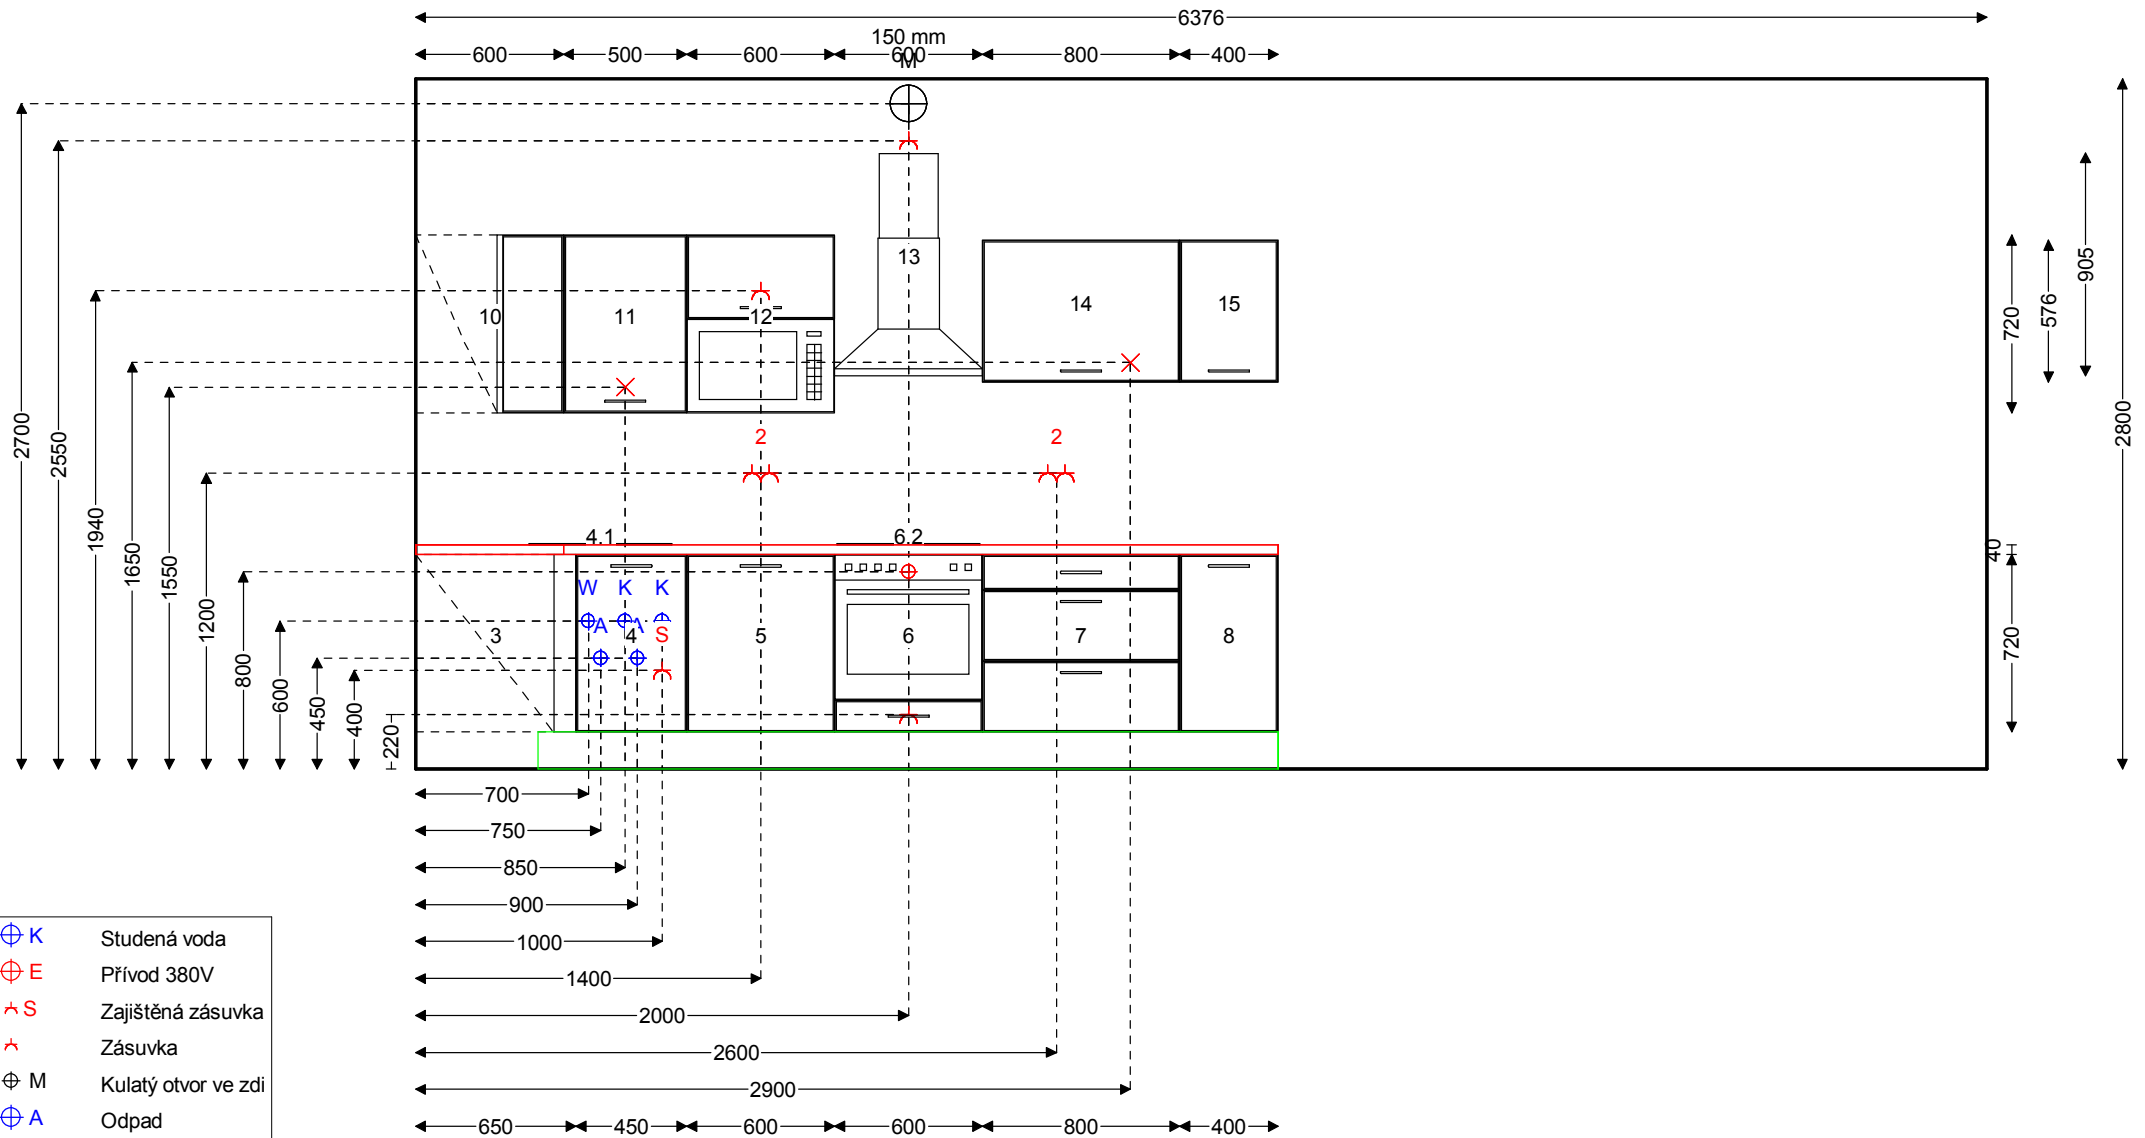 6376
150 mm
600 500 600 600 800 400
M
13
10 11 12 14 15
2 2
4.1 6.2
W K K
A A S
3 4 5 6 7 8
2700
2550
1940
1650
1550
1200
800
600
450
400
220
905
576
720
2800
40
720
700
750
850
900
1000
1400
2000
2600
2900
650 450 600 600 800 400
K Studená voda
E Přívod 380V
S Zajištěná zásuvka
Zásuvka
M Kulatý otvor ve zdi
A Odpad